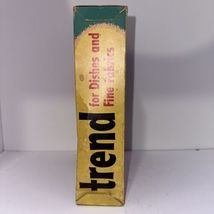 trend
for Dishes and
Fine Fabrics